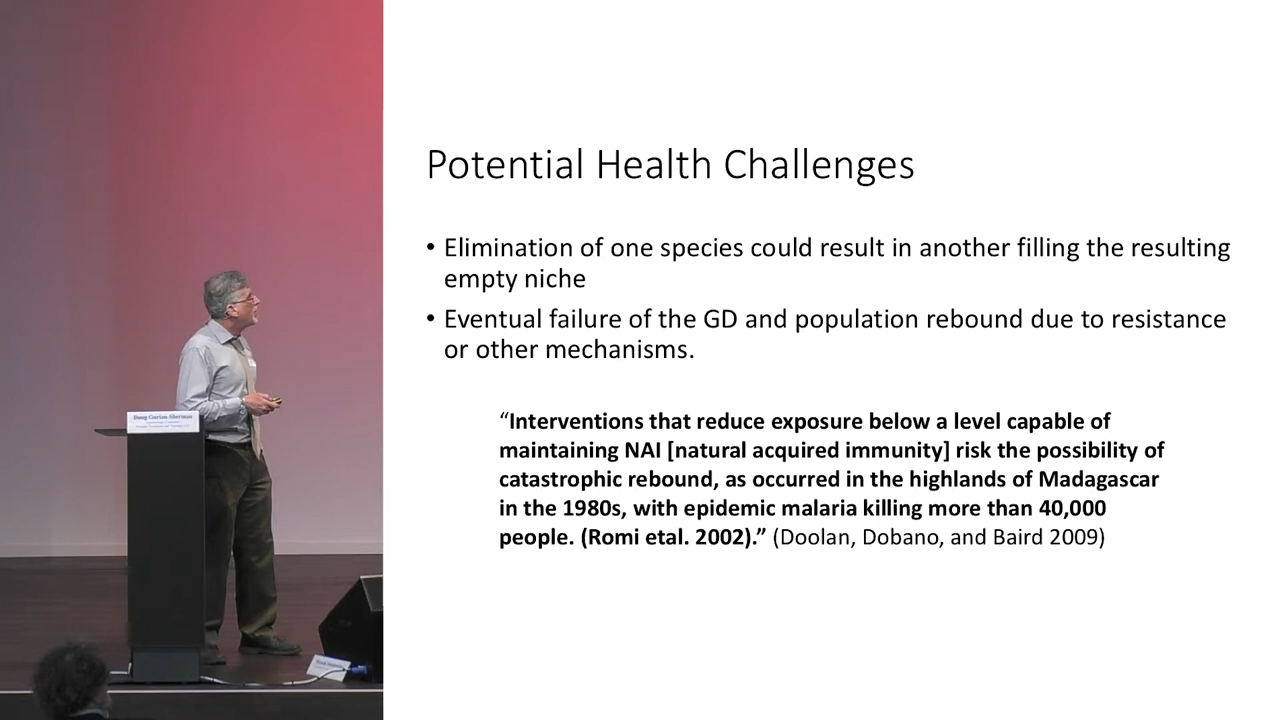 Potential Health Challenges
• Elimination of one species could result in another filling the resulting
empty niche
• Eventual failure of the GD and population rebound due to resistance
or other mechanisms.
“Interventions that reduce exposure below a level capable of
maintaining NAI [natural acquired immunity] risk the possibility of
catastrophic rebound, as occurred in the highlands of Madagascar
in the 1980s, with epidemic malaria killing more than 40,000
people. (Romi etal. 2002).” (Doolan, Dobano, and Baird 2009)
Doug Gurian-Sherman